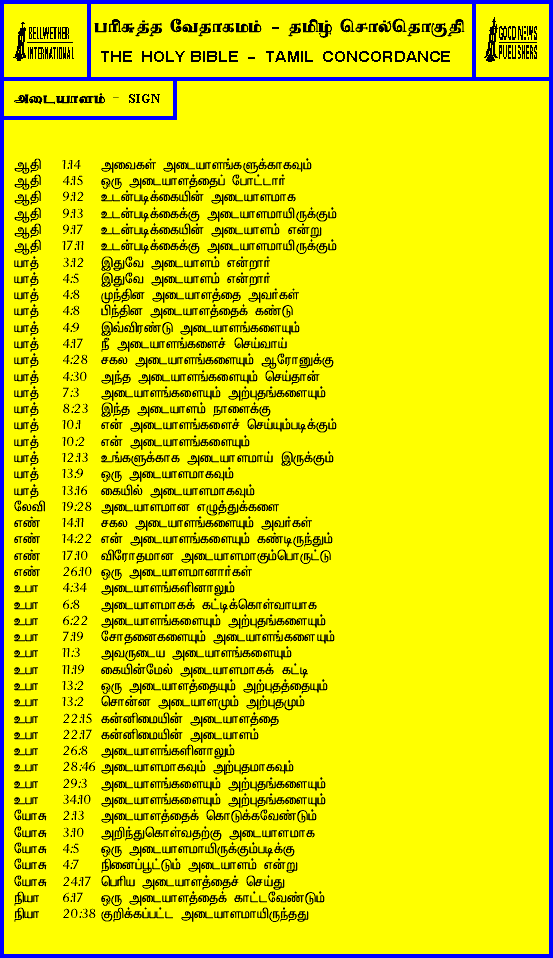 BELLWETHER
INTERNATIONAL
பரிசுத்த வேதாகமம் - தமிழ் சொல்தொகுதி
THE HOLY BIBLE - TAMIL CONCORDANCE
GOOD NEWS
PUBLISHERS
அடையாளம் - SIGN
ஆதி 1:14 அவைகள் அடையாளங்களுக்காகவும்
ஆதி 4:15 ஒரு அடையாளத்தைப் போட்டார்
ஆதி 9:12 உடன்படிக்கையின் அடையாளமாக
ஆதி 9:13 உடன்படிக்கைக்கு அடையாளமாயிருக்கும்
ஆதி 9:17 உடன்படிக்கையின் அடையாளம் என்று
ஆதி 17:11 உடன்படிக்கைக்கு அடையாளமாயிருக்கும்
யாத் 3:12 இதுவே அடையாளம் என்றார்
யாத் 4:5 இதுவே அடையாளம் என்றார்
யாத் 4:8 முந்தின அடையாளத்தை அவர்கள்
யாத் 4:8 பிந்தின அடையாளத்தைக் கண்டு
யாத் 4:9 இவ்விரண்டு அடையாளங்களையும்
யாத் 4:17 நீ அடையாளங்களைச் செய்வாய்
யாத் 4:28 சகல அடையாளங்களையும் ஆரோனுக்கு
யாத் 4:30 அந்த அடையாளங்களையும் செய்தான்
யாத் 7:3 அடையாளங்களையும் அற்புதங்களையும்
யாத் 8:23 இந்த அடையாளம் நாளைக்கு
யாத் 10:1 என் அடையாளங்களைச் செய்யும்படிக்கும்
யாத் 10:2 என் அடையாளங்களையும்
யாத் 12:13 உங்களுக்காக அடையாளமாய் இருக்கும்
யாத் 13:9 ஒரு அடையாளமாகவும்
யாத் 13:16 கையில் அடையாளமாகவும்
லேவி 19:28 அடையாளமான எழுத்துக்களை
எண் 14:11 சகல அடையாளங்களையும் அவர்கள்
எண் 14:22 என் அடையாளங்களையும் கண்டிருந்தும்
எண் 17:10 விரோதமான அடையாளமாகும்பொருட்டு
எண் 26:10 ஒரு அடையாளமானார்கள்
உபா 4:34 அடையாளங்களினாலும்
உபா 6:8 அடையாளமாகக் கட்டிக்கொள்வாயாக
உபா 6:22 அடையாளங்களையும் அற்புதங்களையும்
உபா 7:19 சோதனைகளையும் அடையாளங்களையும்
உபா 11:3 அவருடைய அடையாளங்களையும்
உபா 11:19 கையின்மேல் அடையாளமாகக் கட்டி
உபா 13:2 ஒரு அடையாளத்தையும் அற்புதத்தையும்
உபா 13:2 சொன்ன அடையாளமும் அற்புதமும்
உபா 22:15 கன்னிமையின் அடையாளத்தை
உபா 22:17 கன்னிமையின் அடையாளம்
உபா 26:8 அடையாளங்களினாலும்
உபா 28:46 அடையாளமாகவும் அற்புதமாகவும்
உபா 29:3 அடையாளங்களையும் அற்புதங்களையும்
உபா 34:10 அடையாளங்களையும் அற்புதங்களையும்
யோசு 2:13 அடையாளத்தைக் கொடுக்கவேண்டும்
யோசு 3:10 அறிந்துகொள்வதற்கு அடையாளமாக
யோசு 4:5 ஒரு அடையாளமாயிருக்கும்படிக்கு
யோசு 4:7 நினைப்பூட்டும் அடையாளம் என்று
யோசு 24:17 பெரிய அடையாளத்தைச் செய்து
நியா 6:17 ஒரு அடையாளத்தைக் காட்டவேண்டும்
நியா 20:38 குறிக்கப்பட்ட அடையாளமாயிருந்தது